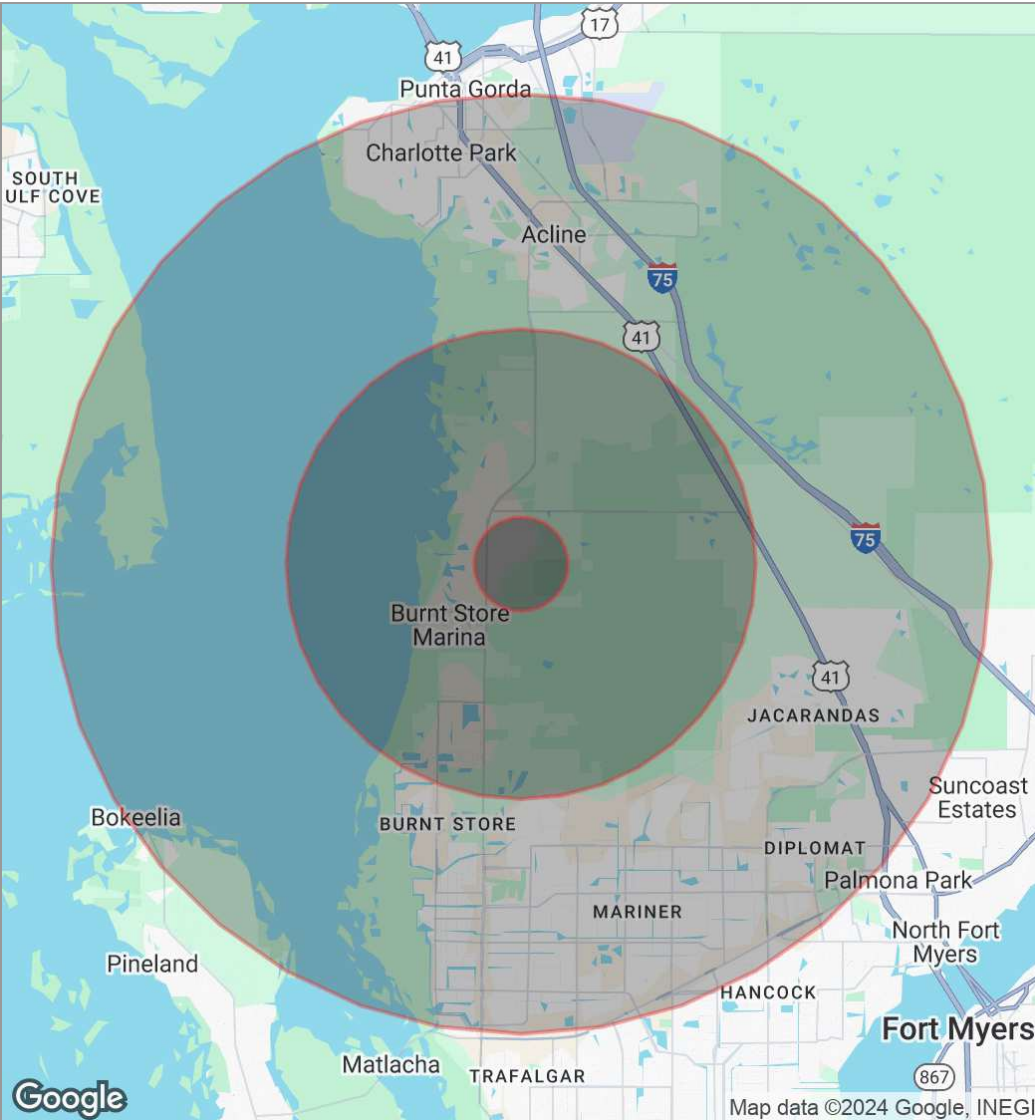 17
41
Punta Gorda
Charlotte Park
SOUTH
ULF COVE
Acline
75
41
75
Burnt Store
Marina
41
JACARANDAS
Suncoast
Estates
Bokeelia
BURNT STORE
DIPLOMAT
Palmona Park
MARINER
North Fort
Myers
Pineland
HANCOCK
Fort Myers
Matlacha
TRAFALGAR
867
Google
Map data ©2024 Google, INEGI